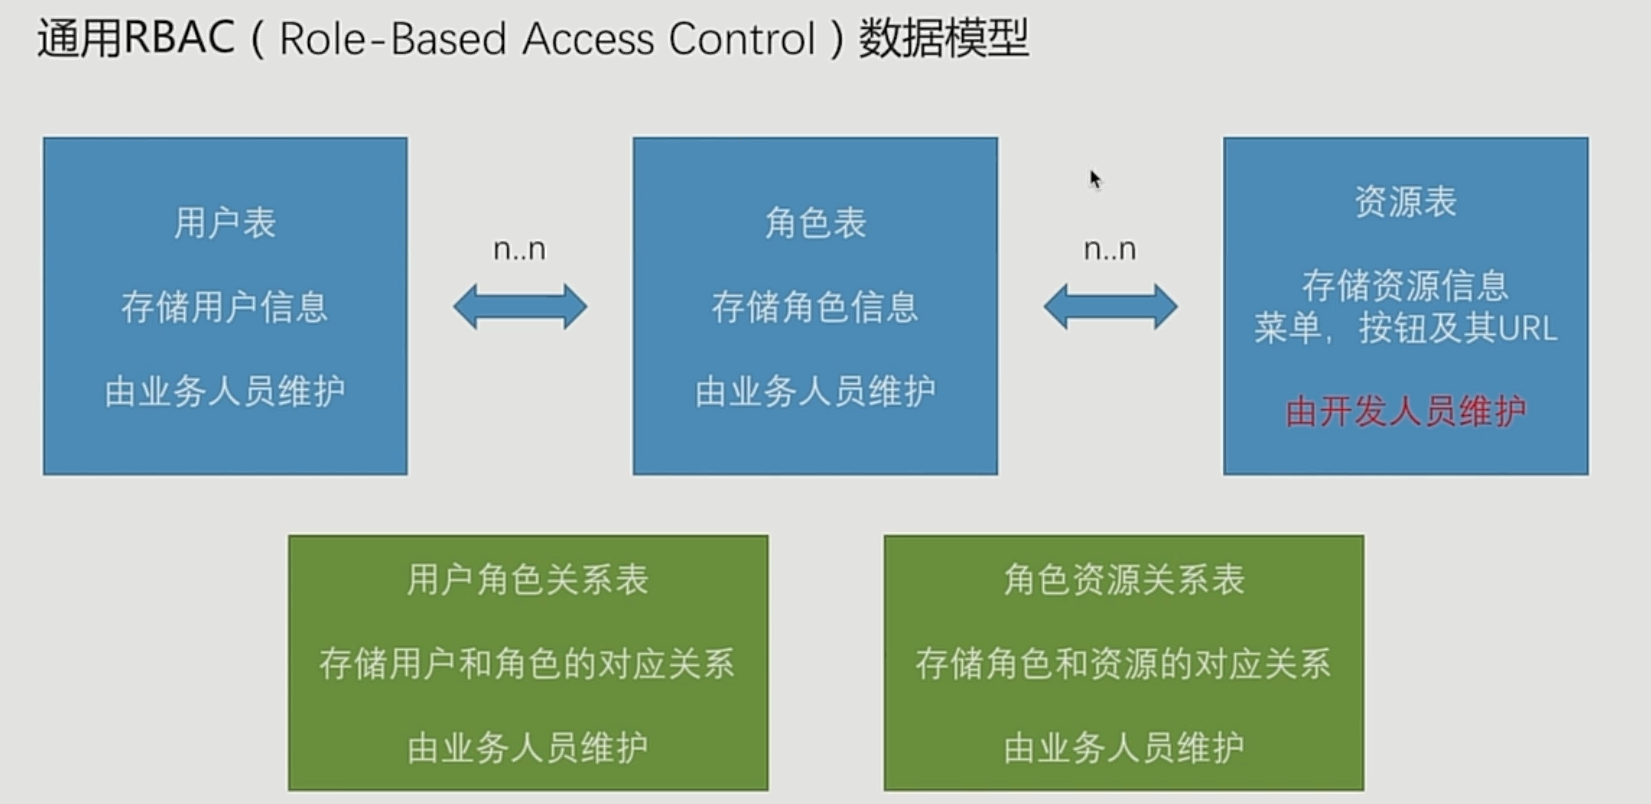 通用RBAC（Role-Based Access Control）数据模型
用户表
存储用户信息
由业务人员维护
n..n
角色表
存储角色信息
由业务人员维护
n..n
资源表
存储资源信息
菜单，按钮及其URL
由开发人员维护
用户角色关系表
存储用户和角色的对应关系
由业务人员维护
角色资源关系表
存储角色和资源的对应关系
由业务人员维护